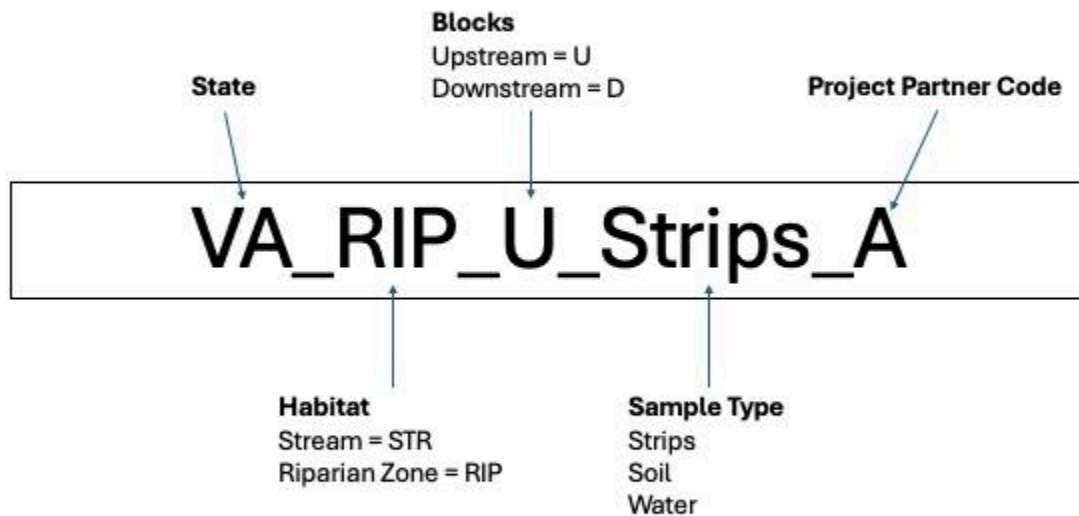 Blocks
Upstream = U
Downstream = D
State
Project Partner Code
VA_RIP_U_Strips_A
Habitat
Stream = STR
Riparian Zone = RIP
Sample Type
Strips
Soil
Water